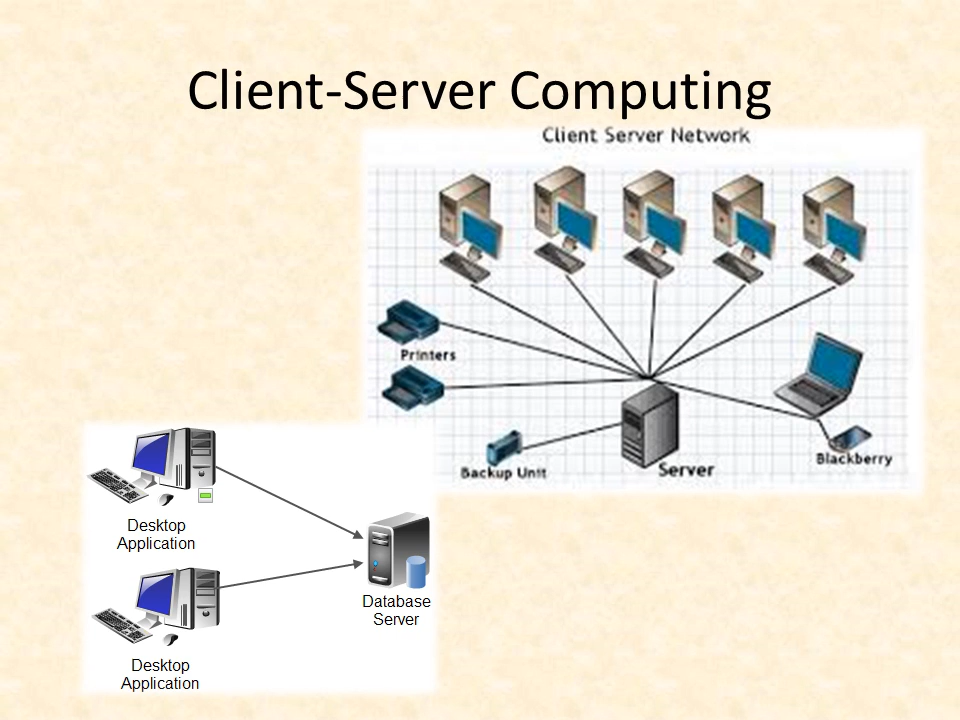 Client-Server Computing
Client Server Network
Printers
Backup Unit
Server
Blackberry
Desktop
Application
Database
Server
Desktop
Application